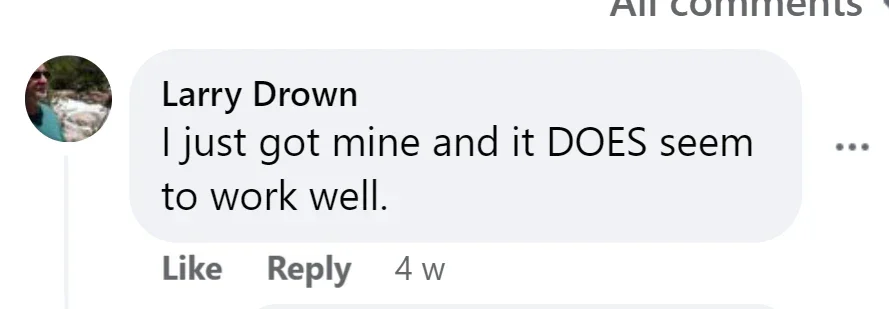 All comments
Larry Drown
I just got mine and it DOES seem
to work well.
Like Reply 4 w